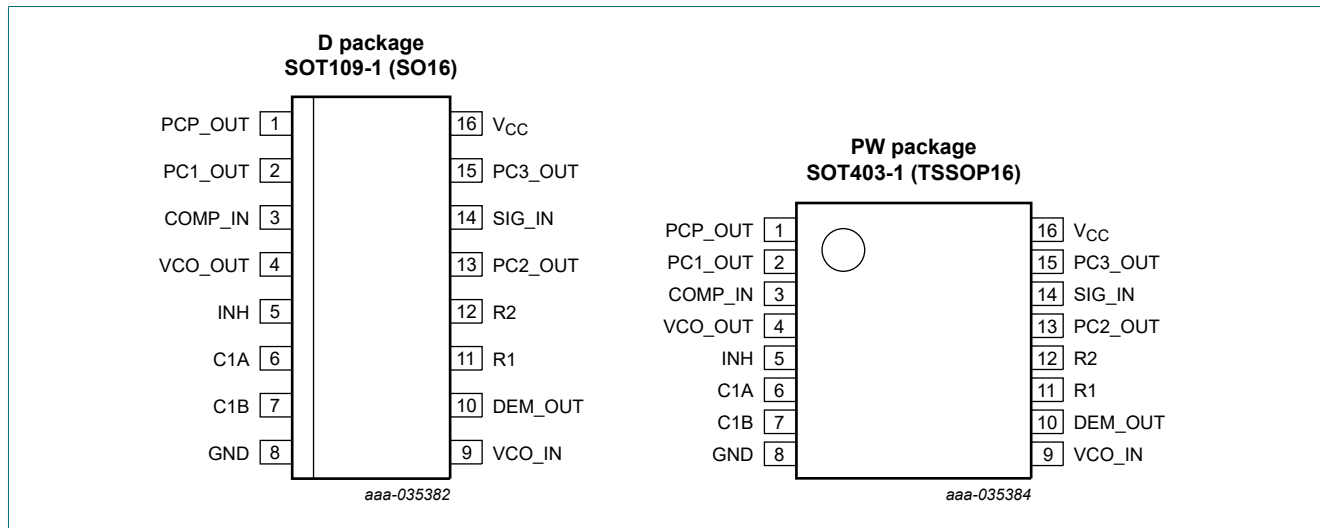 D package
SOT109-1 (SO16)
PCP_OUT 1 16 VCC
PC1_OUT 2 15 PC3_OUT
COMP_IN 3 14 SIG_IN
VCO_OUT 4 13 PC2_OUT
INH 5 12 R2
C1A 6 11 R1
C1B 7 10 DEM_OUT
GND 8 9 VCO_IN
aaa-035382
PW package
SOT403-1 (TSSOP16)
PCP_OUT 1 16 VCC
PC1_OUT 2 15 PC3_OUT
COMP_IN 3 14 SIG_IN
VCO_OUT 4 13 PC2_OUT
INH 5 12 R2
C1A 6 11 R1
C1B 7 10 DEM_OUT
GND 8 9 VCO_IN
aaa-035384